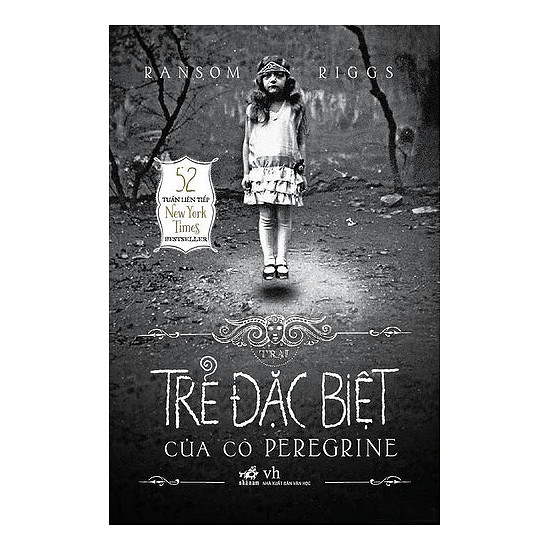 RANSOM RIGGS
52
TUẦN LIÊN TIẾP
New York
Times
BESTSELLER
TRẠI
TRẺ ĐẶC BIỆT
CỦA CÔ PEREGRINE
nhã nam
vh
NHÀ XUẤT BẢN VĂN HỌC